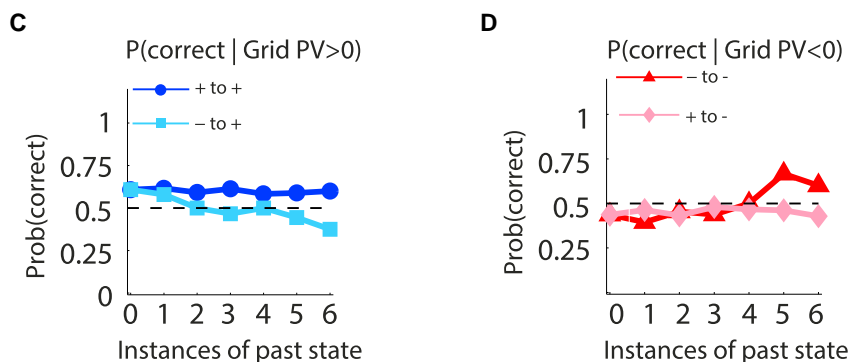 C
P(correct | Grid PV>0)
+ to +
− to +
1
0.75
0.5
0.25
0
Prob(correct)
0 1 2 3 4 5 6
Instances of past state
D
P(correct | Grid PV<0)
− to -
+ to -
1
0.75
0.5
0.25
Prob(correct)
0 1 2 3 4 5 6
Instances of past state